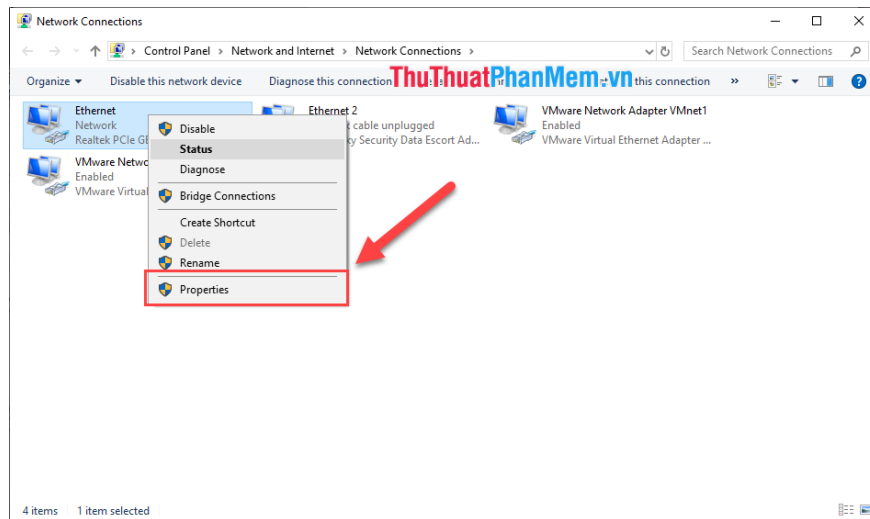 Network Connections
Control Panel > Network and Internet > Network Connections >
Search Network Connections
Organize
Disable this network device
Diagnose this connection
this connection
»
ThuThuatPhanMem.vn
Ethernet
Network
Realtek PCIe
Ethernet 2
cable unplugged
Security Data Escort Ad...
VMware Network Adapter VMnet1
Enabled
VMware Virtual Ethernet Adapter ...
VMware
Enabled
VMware Virtual
Disable
Status
Diagnose
Bridge Connections
Create Shortcut
Delete
Rename
Properties
4 items
1 item selected